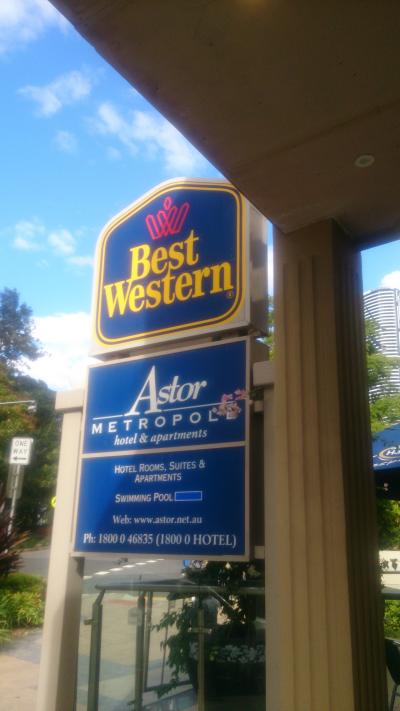 Best
Western®
Astor
METROPOLE
hotel & apartments
HOTEL ROOMS, SUITES &
APARTMENTS
SWIMMING POOL
Web: www.astor.net.au
Ph: 1800 0 46835 (1800 0 HOTEL)
ONE
WAY